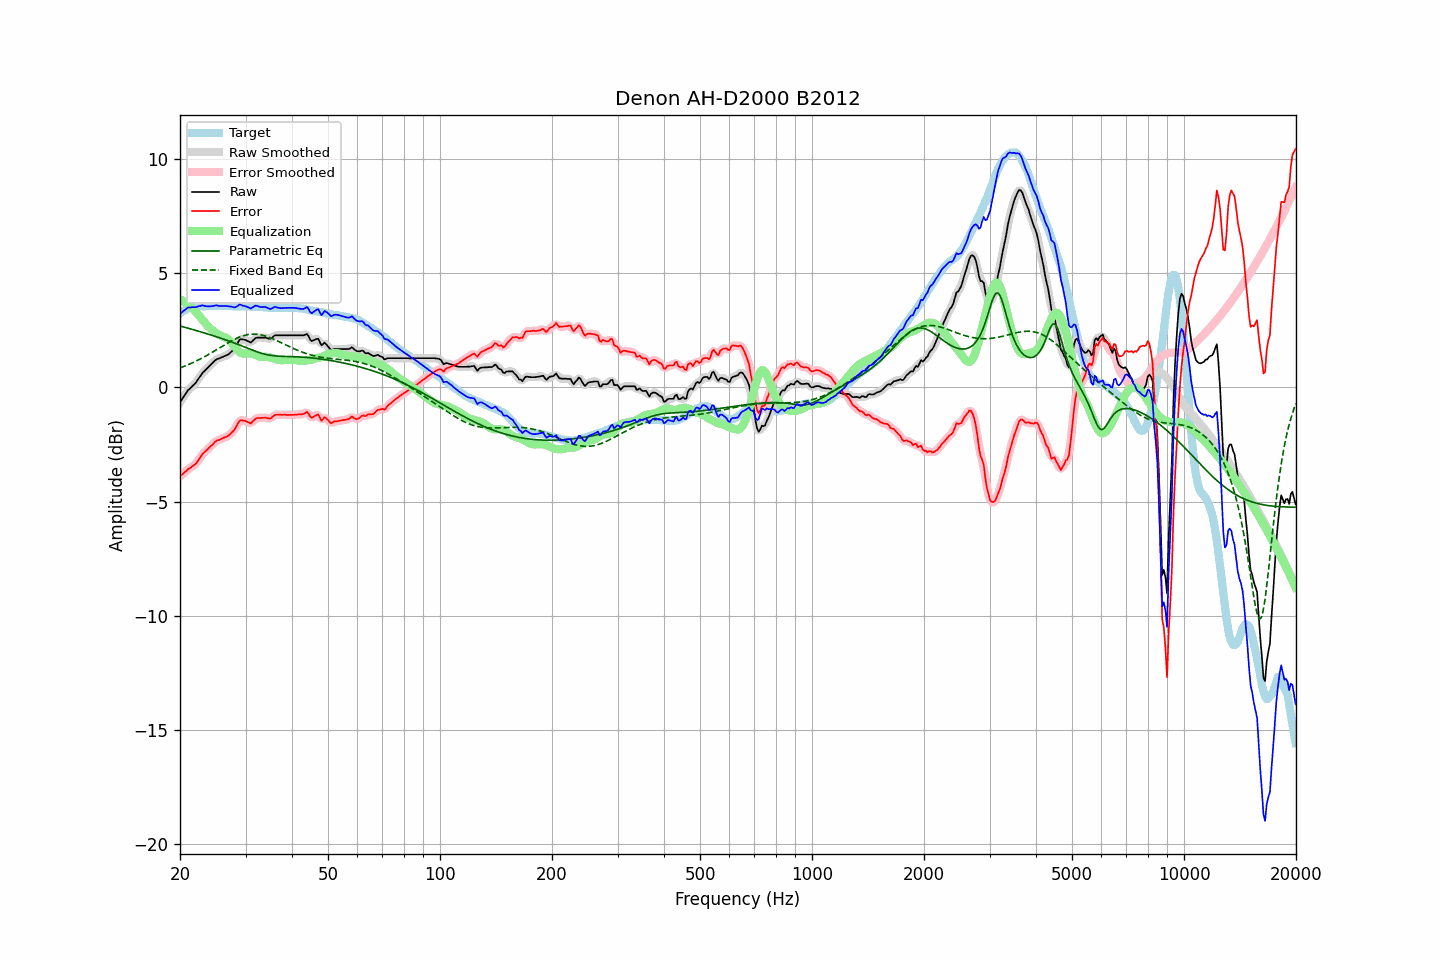 Denon AH-D2000 B2012
Target
Raw Smoothed
Error Smoothed
Raw
Error
Equalization
Parametric Eq
Fixed Band Eq
Equalized
Amplitude (dBr)
10
5
0
−5
−10
−15
−20
20 50 100 200 500 1000 2000 5000 10000 20000
Frequency (Hz)